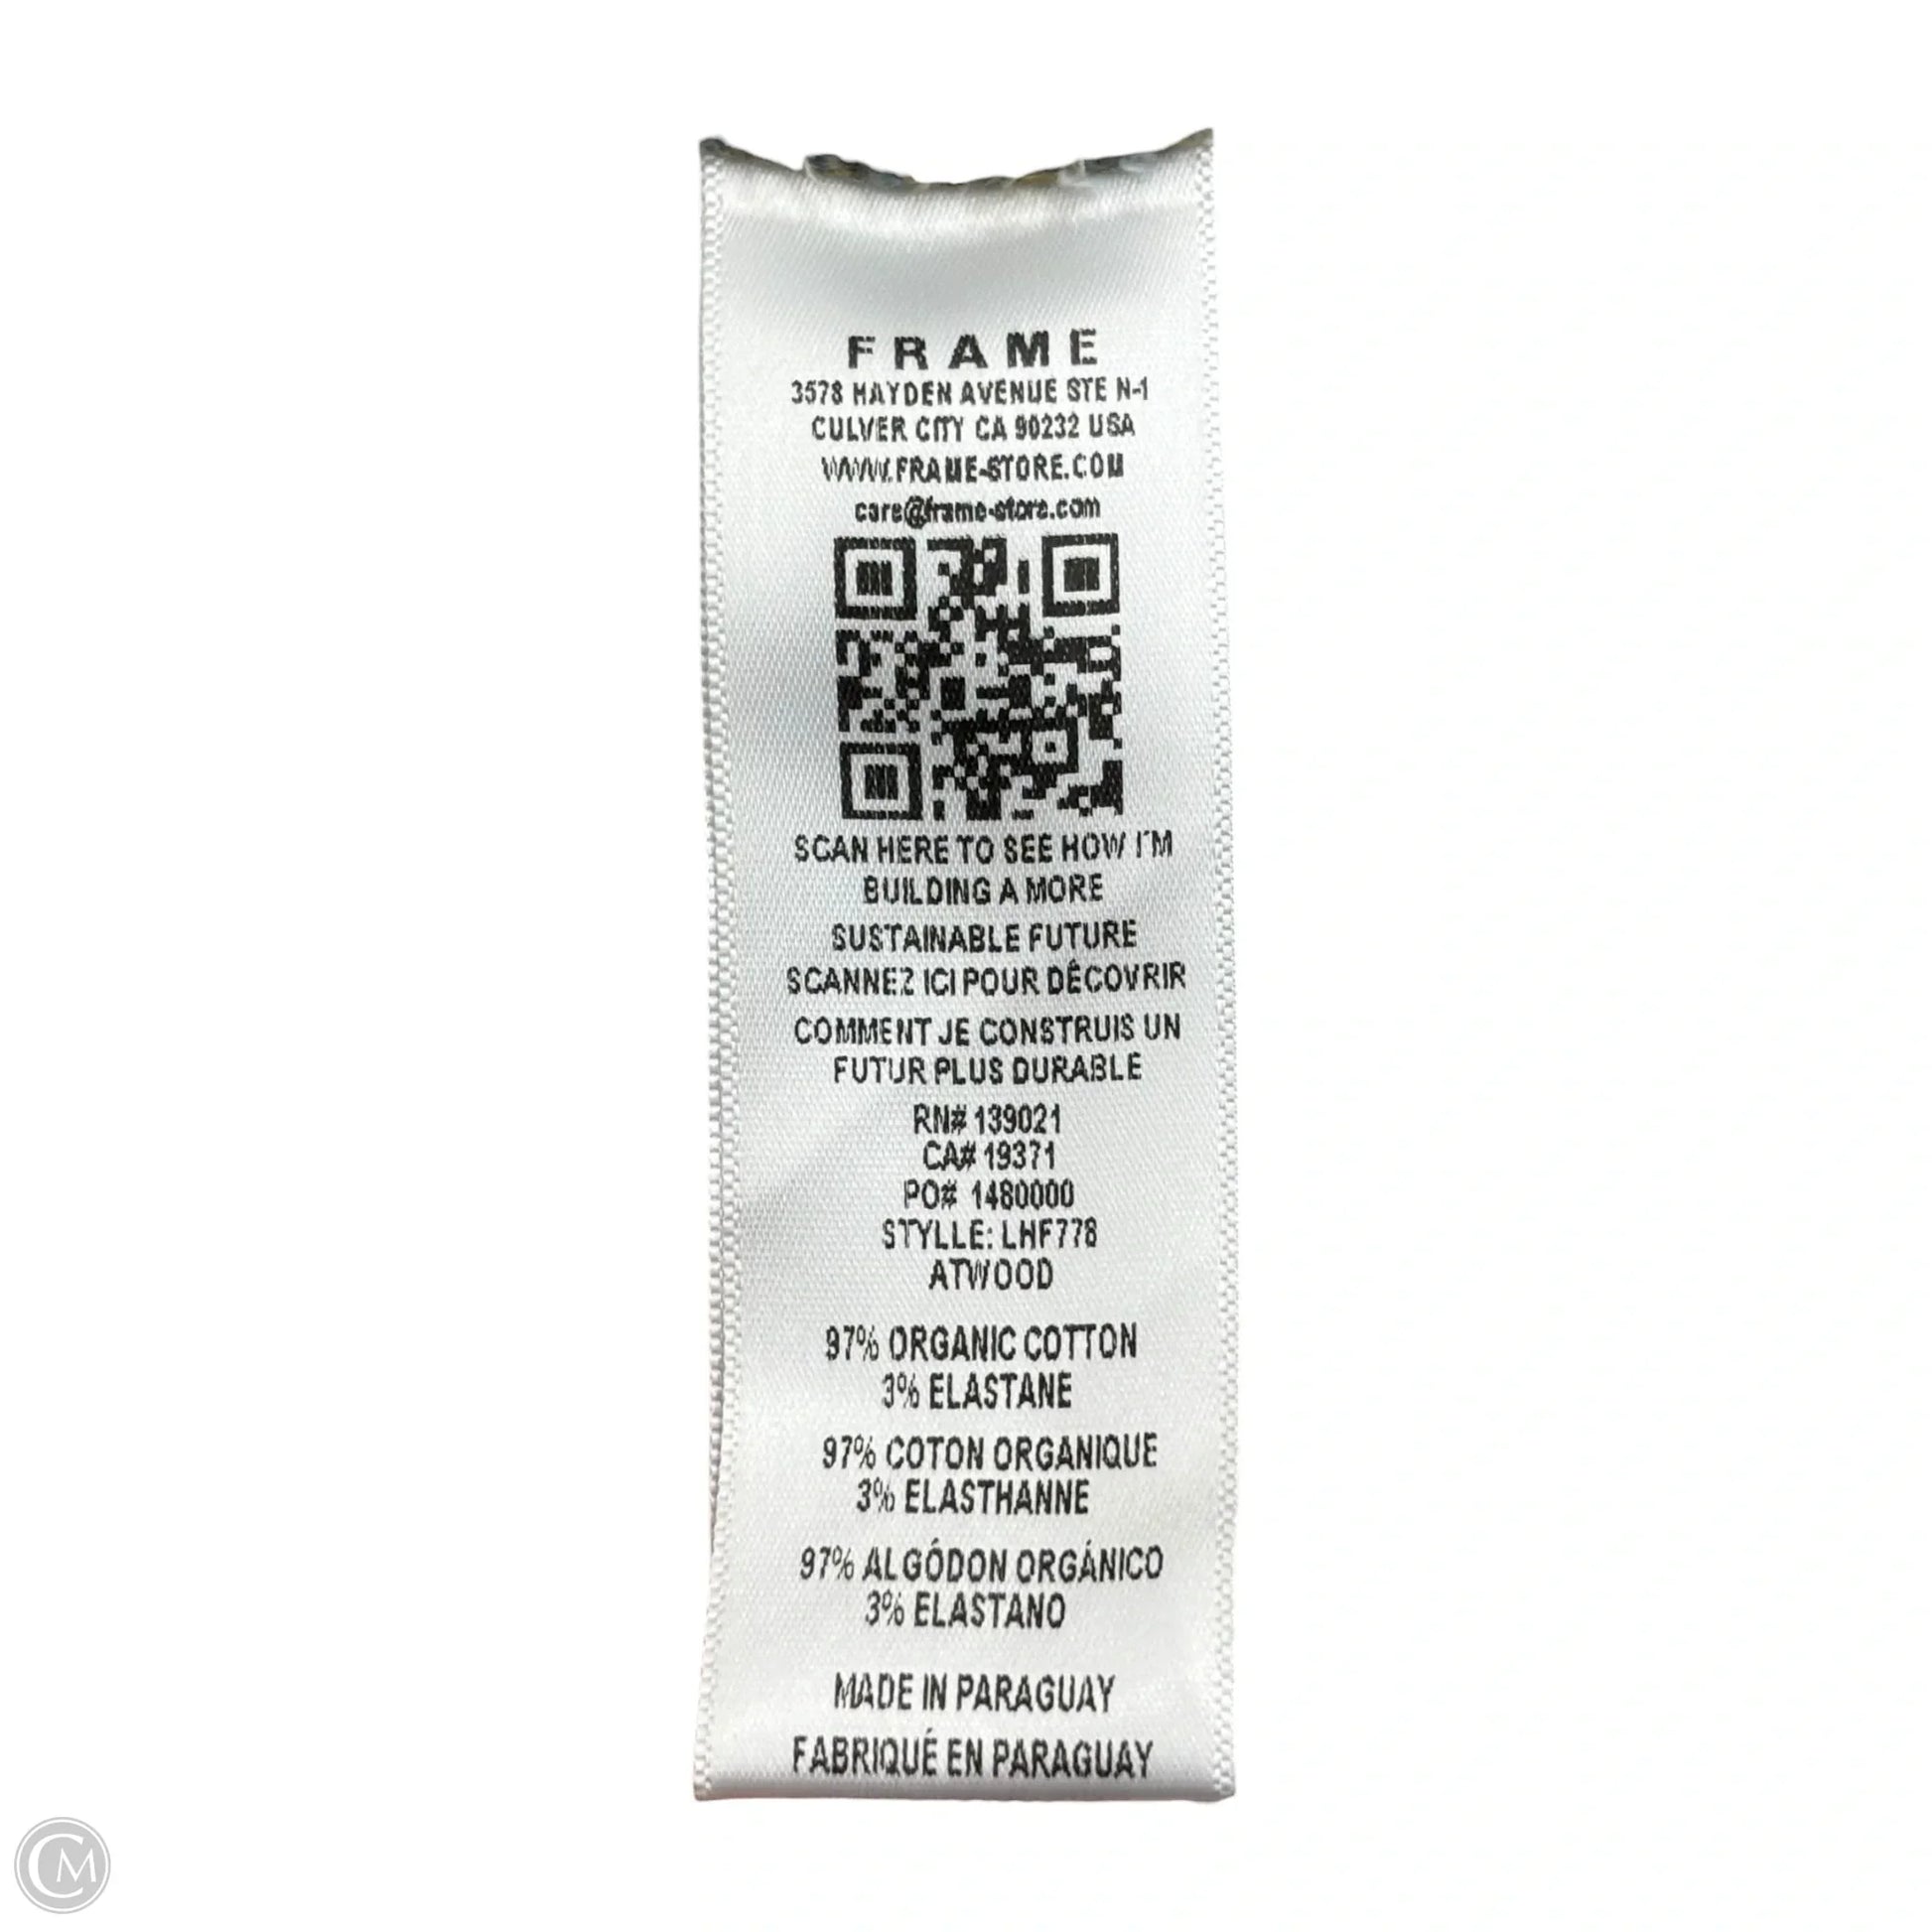 FRAME
3578 HAYDEN AVENUE STE N-1
CULVER CITY CA 90232 USA
WWW.FRAME-STORE.COM
care@frame-store.com
SCAN HERE TO SEE HOW I'M
BUILDING A MORE
SUSTAINABLE FUTURE
SCANNEZ ICI POUR DÉCOVRIR
COMMENT JE CONSTRUIS UN
FUTUR PLUS DURABLE
RN# 139021
CA# 19371
PO# 1480000
STYLLE: LHF778
ATWOOD
97% ORGANIC COTTON
3% ELASTANE
97% COTON ORGANIQUE
3% ELASTHANNE
97% ALGÓDON ORGÁNICO
3% ELASTANO
MADE IN PARAGUAY
FABRIQUÉ EN PARAGUAY
CM